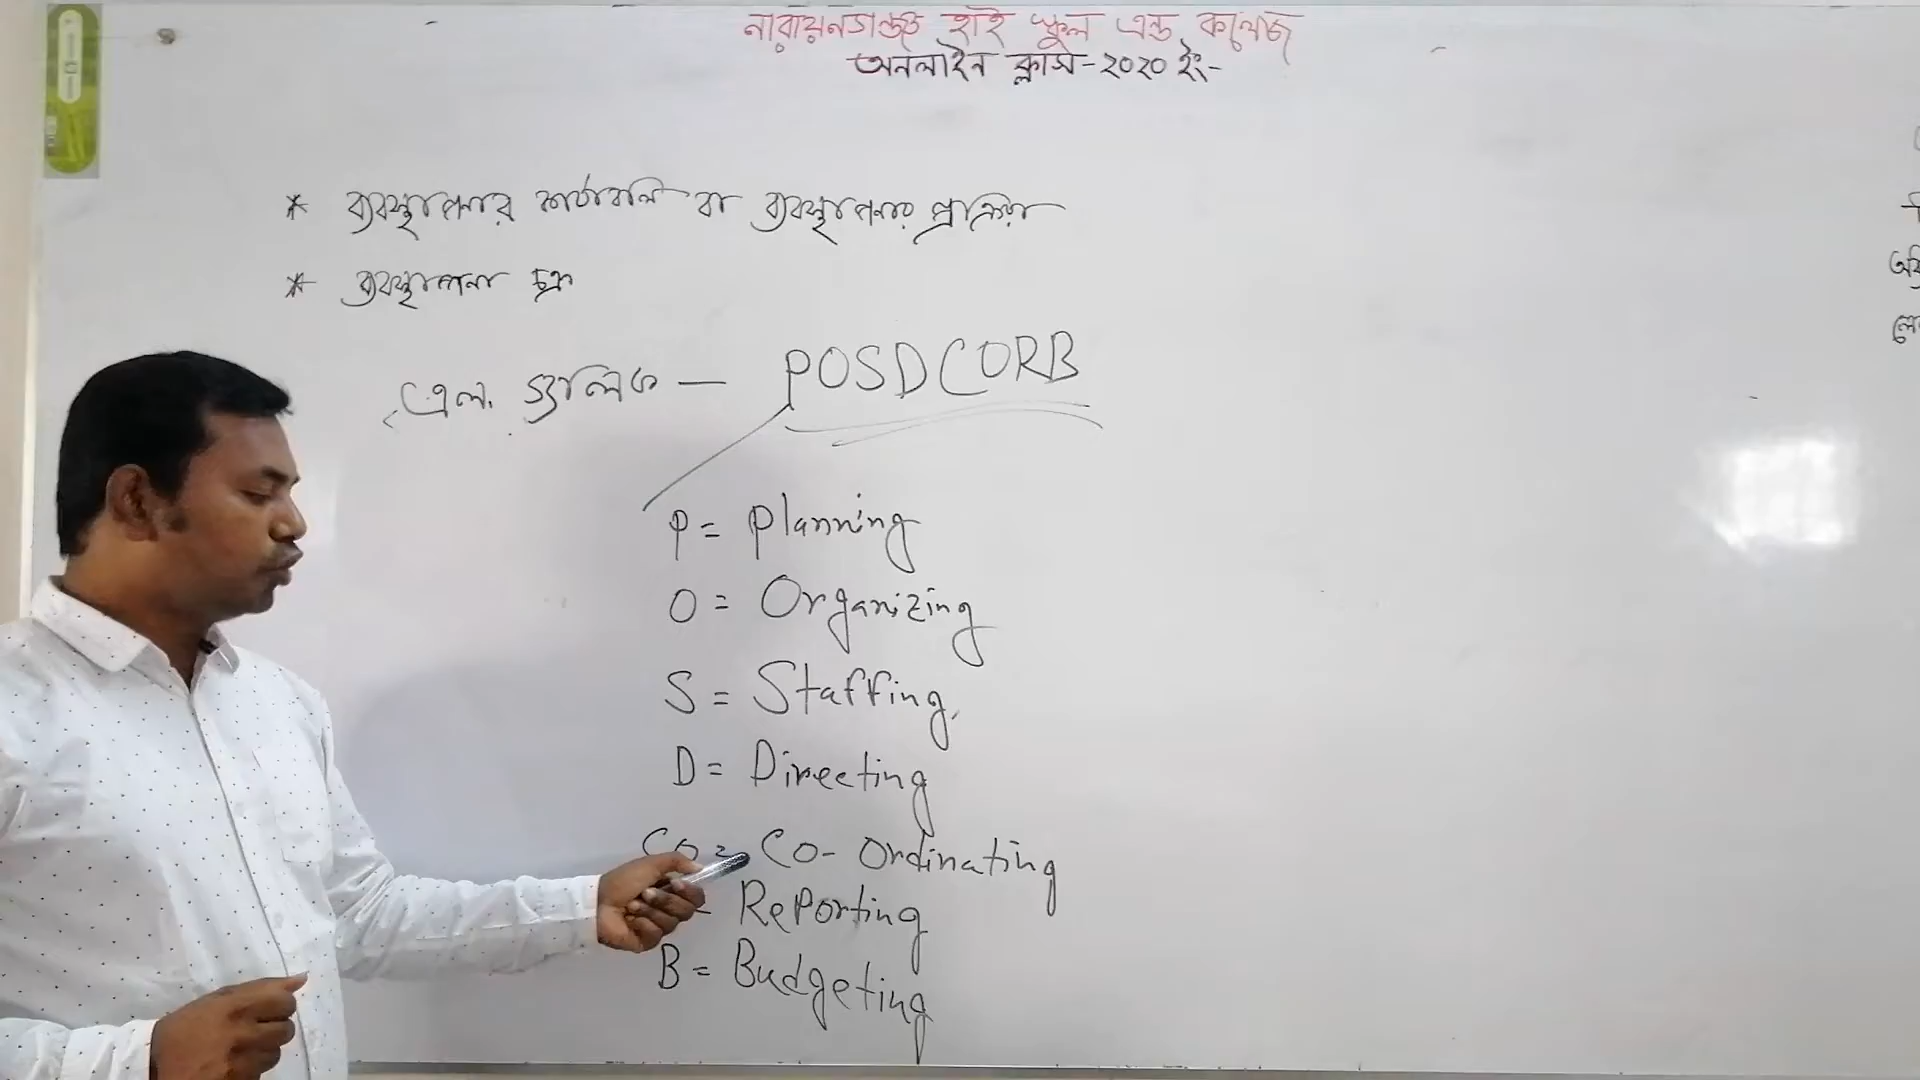 নারায়নগঞ্জ হাই স্কুল এন্ড কলেজ
অনলাইন ক্লাস-২০২০ ইং-
* ব্যবস্থাপনার কার্যাবলি বা ব্যবস্থাপনার প্রক্রিয়া
* ব্যবস্থাপনা চক্র
এল. গ্যুলিক — POSDCORB
P = Planning
O = Organizing
S = Staffing,
D = Directing
Co = Co-Ordinating
Reporting
B = Budgeting